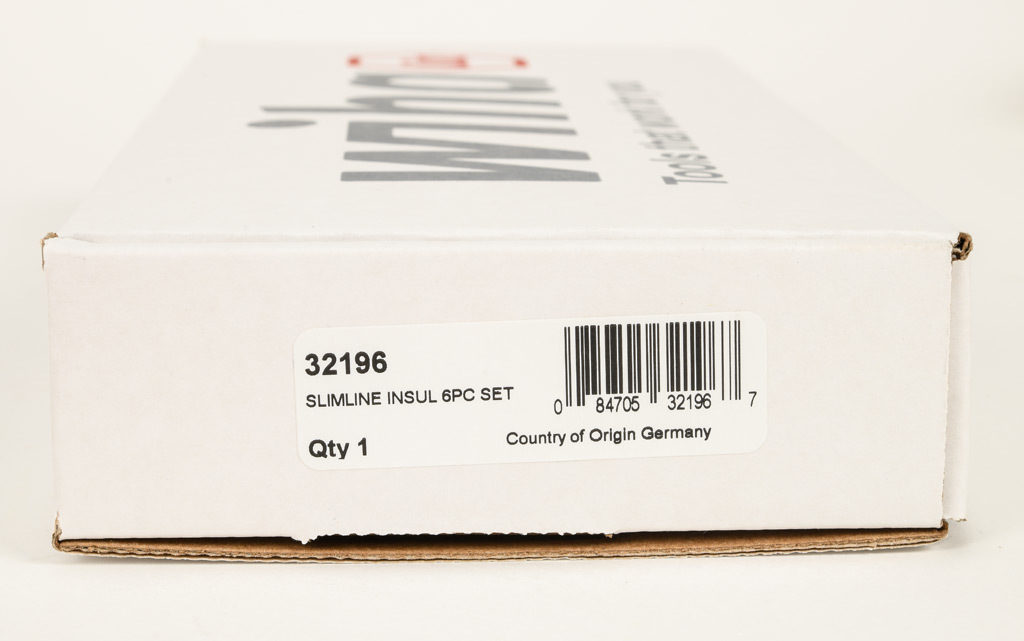 wiha
Tools that work for you
32196
SLIMLINE INSUL 6PC SET
Qty 1
0 84705 32196 7
Country of Origin Germany